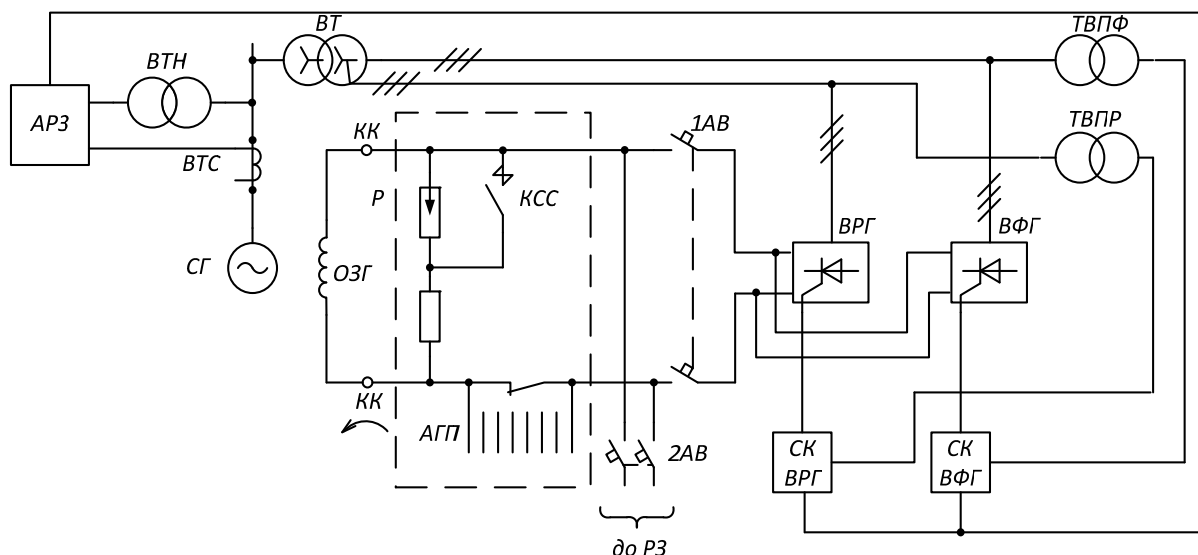 ВТ
ТВПФ
ВТН
АРЗ
КК
1АВ
ТВПР
ВТС
Р
КСС
ВРГ
ВФГ
СГ
ОЗГ
КК
АГП
2АВ
СК
ВРГ
СК
ВФГ
до РЗ